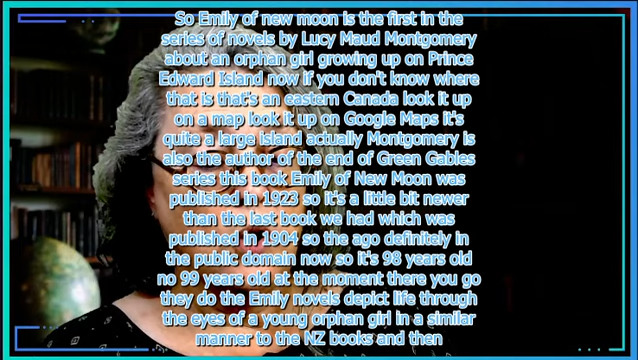 So Emily of new moon is the first in the
series of novels by Lucy Maud Montgomery
about an orphan girl growing up on Prince
Edward Island now if you don't know where
that is that's an eastern Canada look it up
on a map look it up on Google Maps it's
quite a large island actually Montgomery is
also the author of the end of Green Gables
series this book Emily of New Moon was
published in 1923 so it's a little bit newer
than the last book we had which was
published in 1904 so the ago definitely in
the public domain now so it's 98 years old
no 99 years old at the moment there you go
they do the Emily novels depict life through
the eyes of a young orphan girl in a similar
manner to the NZ books and then